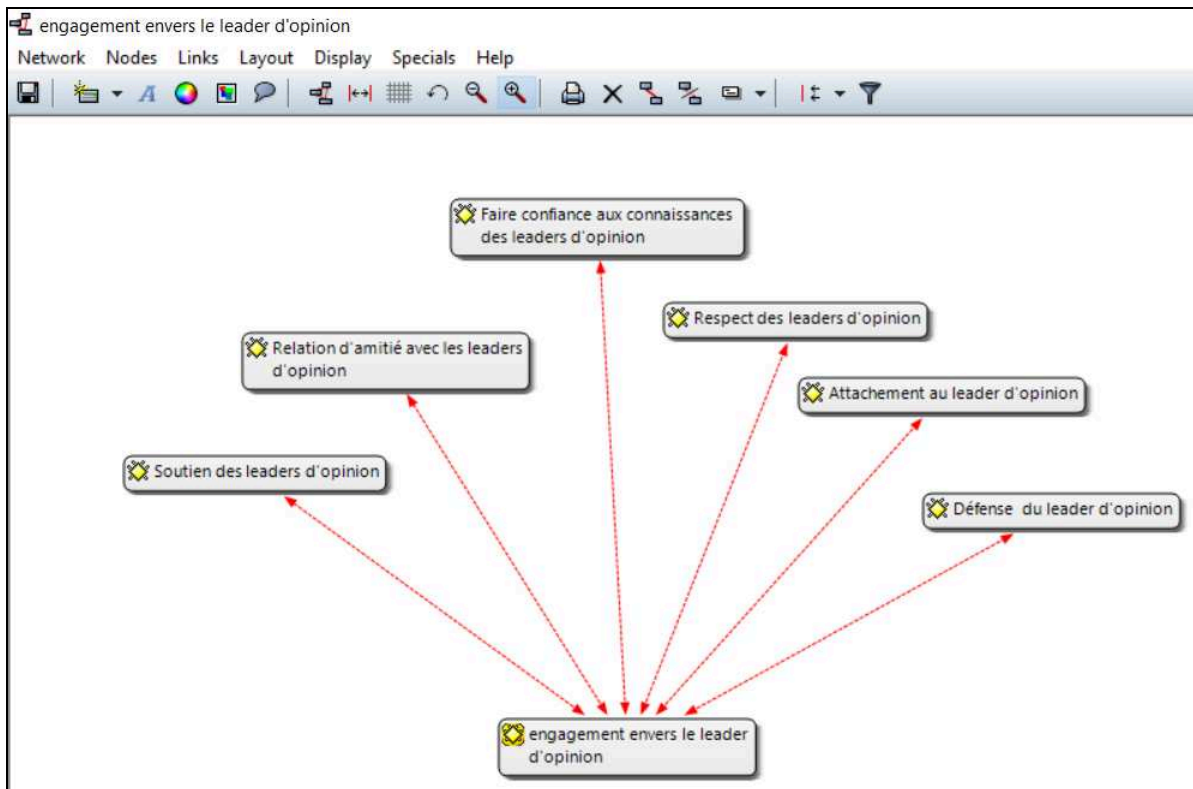 engagement envers le leader d'opinion
Network Nodes Links Layout Display Specials Help
Faire confiance aux connaissances
des leaders d'opinion
Respect des leaders d'opinion
Relation d'amitié avec les leaders
d'opinion
Attachement au leader d'opinion
Soutien des leaders d'opinion
Défense  du leader d'opinion
engagement envers le leader
d'opinion